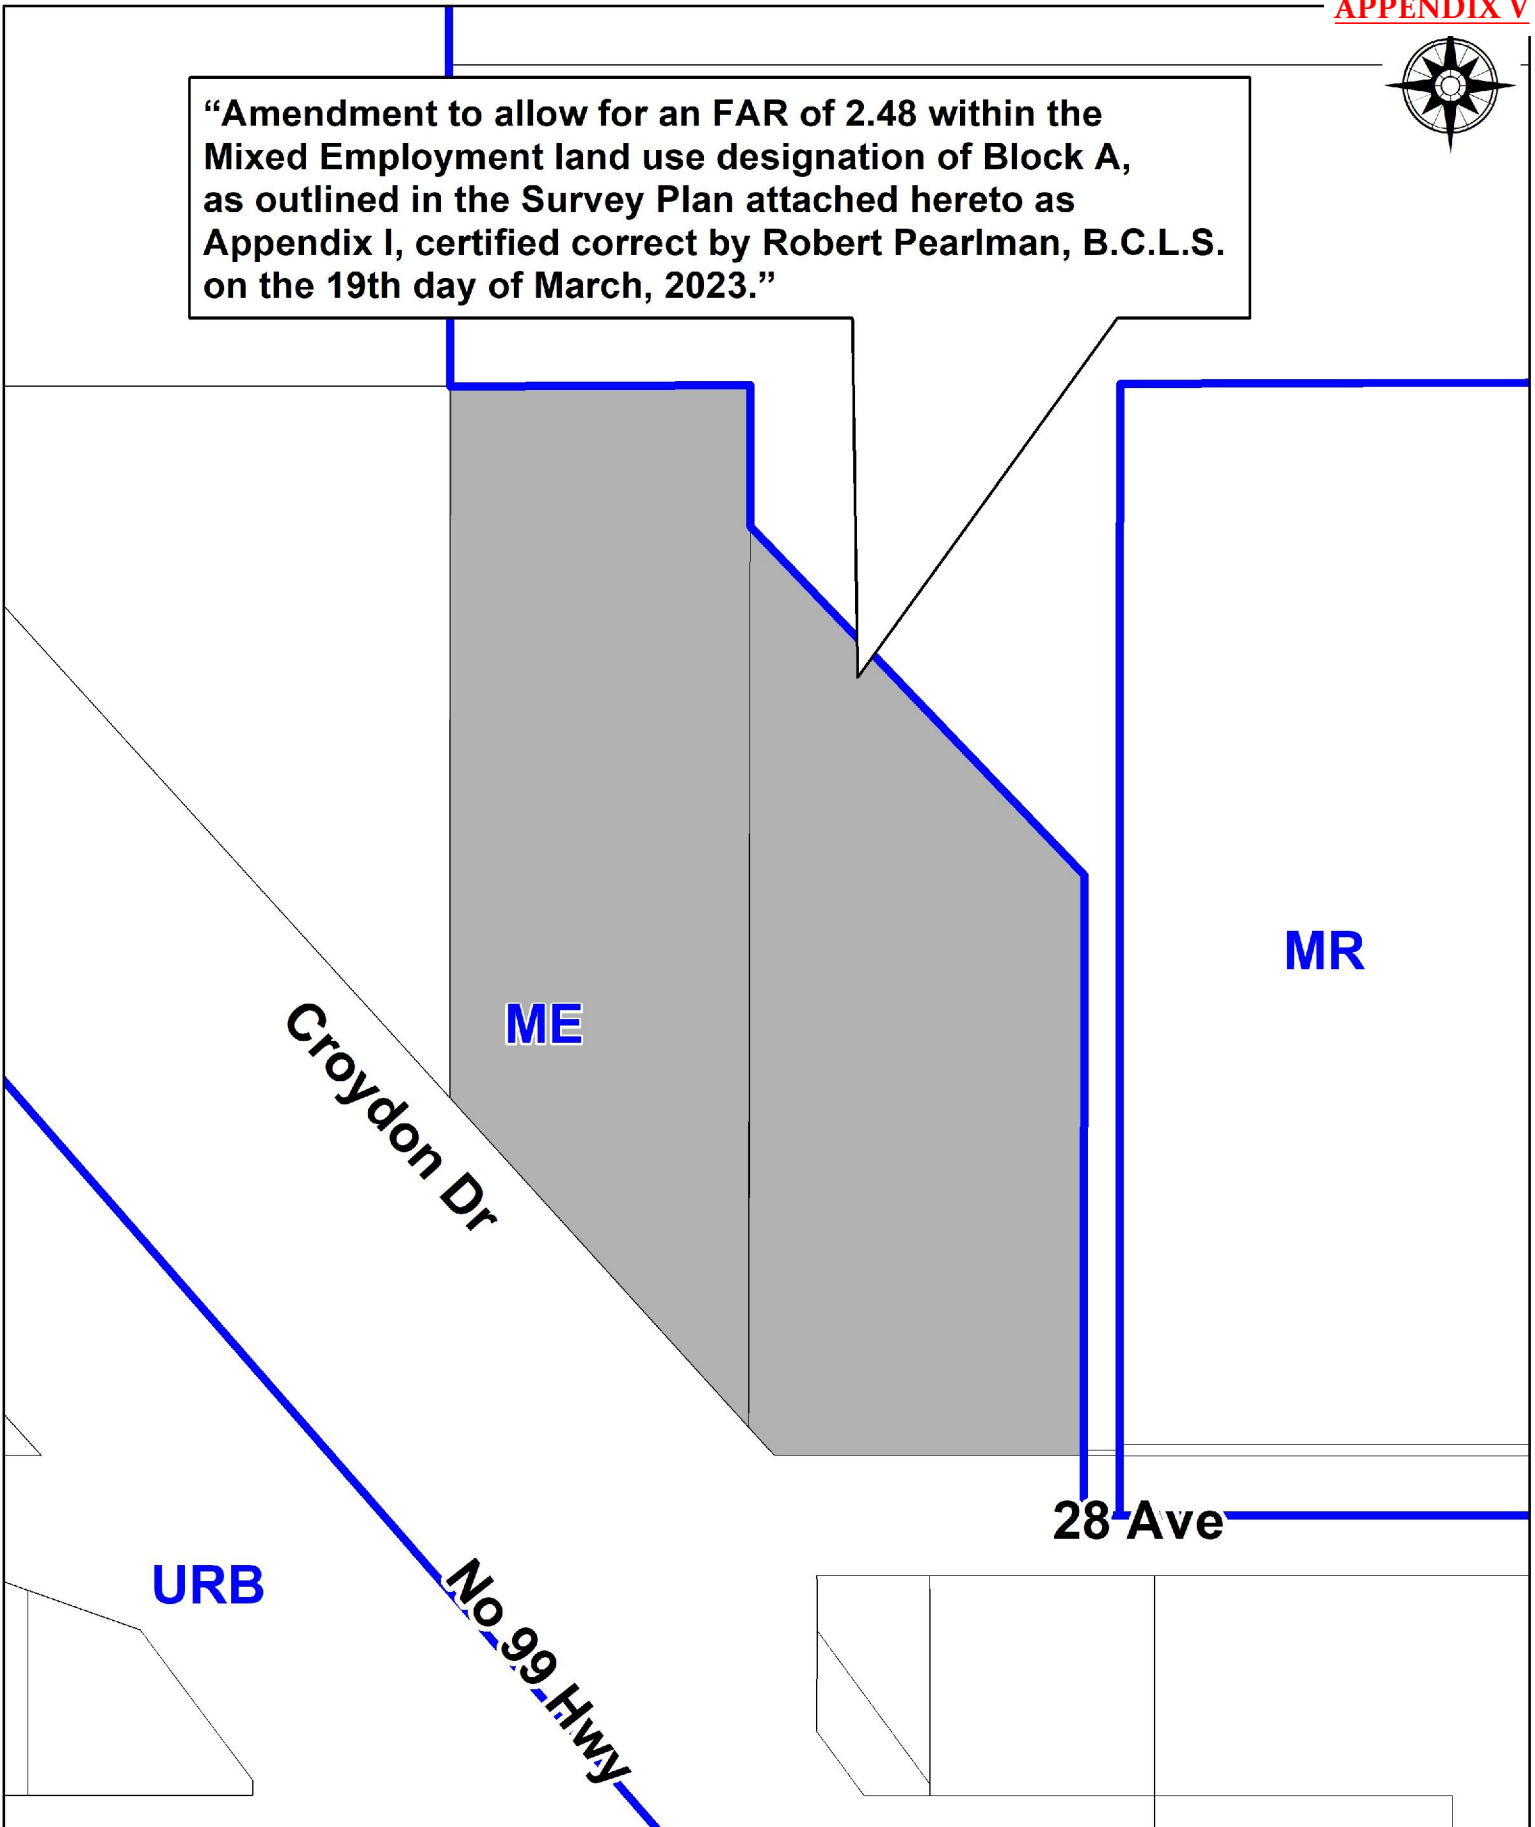 APPENDIX V
“Amendment to allow for an FAR of 2.48 within the
Mixed Employment land use designation of Block A,
as outlined in the Survey Plan attached hereto as
Appendix I, certified correct by Robert Pearlman, B.C.L.S.
on the 19th day of March, 2023.”
MR
ME
Croydon Dr
28 Ave
URB
No 99 Hwy